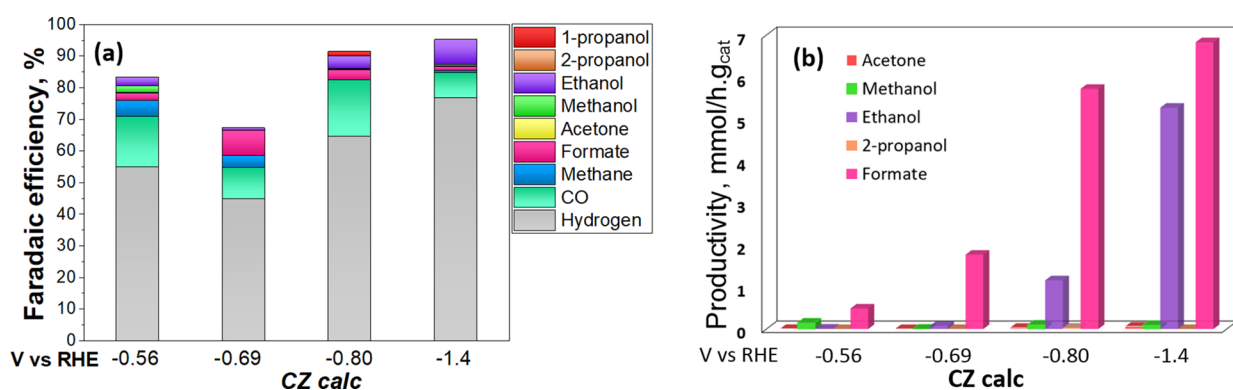 (a)
Faradaic efficiency, %
100
90
80
70
60
50
40
30
20
10
0
V vs RHE -0.56 -0.69 -0.80 -1.4
CZ calc
1-propanol
2-propanol
Ethanol
Methanol
Acetone
Formate
Methane
CO
Hydrogen
(b)
Productivity, mmol/h.gcat
7
6
5
4
3
2
1
0
Acetone
Methanol
Ethanol
2-propanol
Formate
V vs RHE -0.56 -0.69 -0.80 -1.4
CZ calc